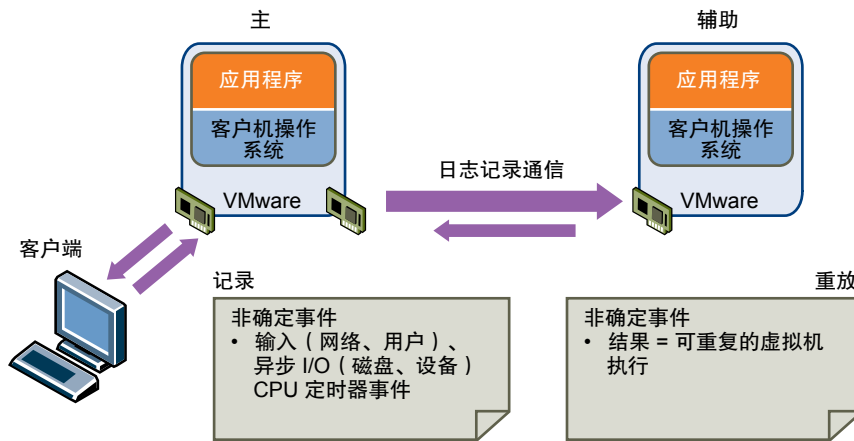 主
辅助
应用程序
客户机操作
系统
VMware
应用程序
客户机操作
系统
VMware
日志记录通信
客户端
记录
重放
非确定事件
• 输入（网络、用户）、
异步 I/O（磁盘、设备）
CPU 定时器事件
非确定事件
• 结果 = 可重复的虚拟机
执行